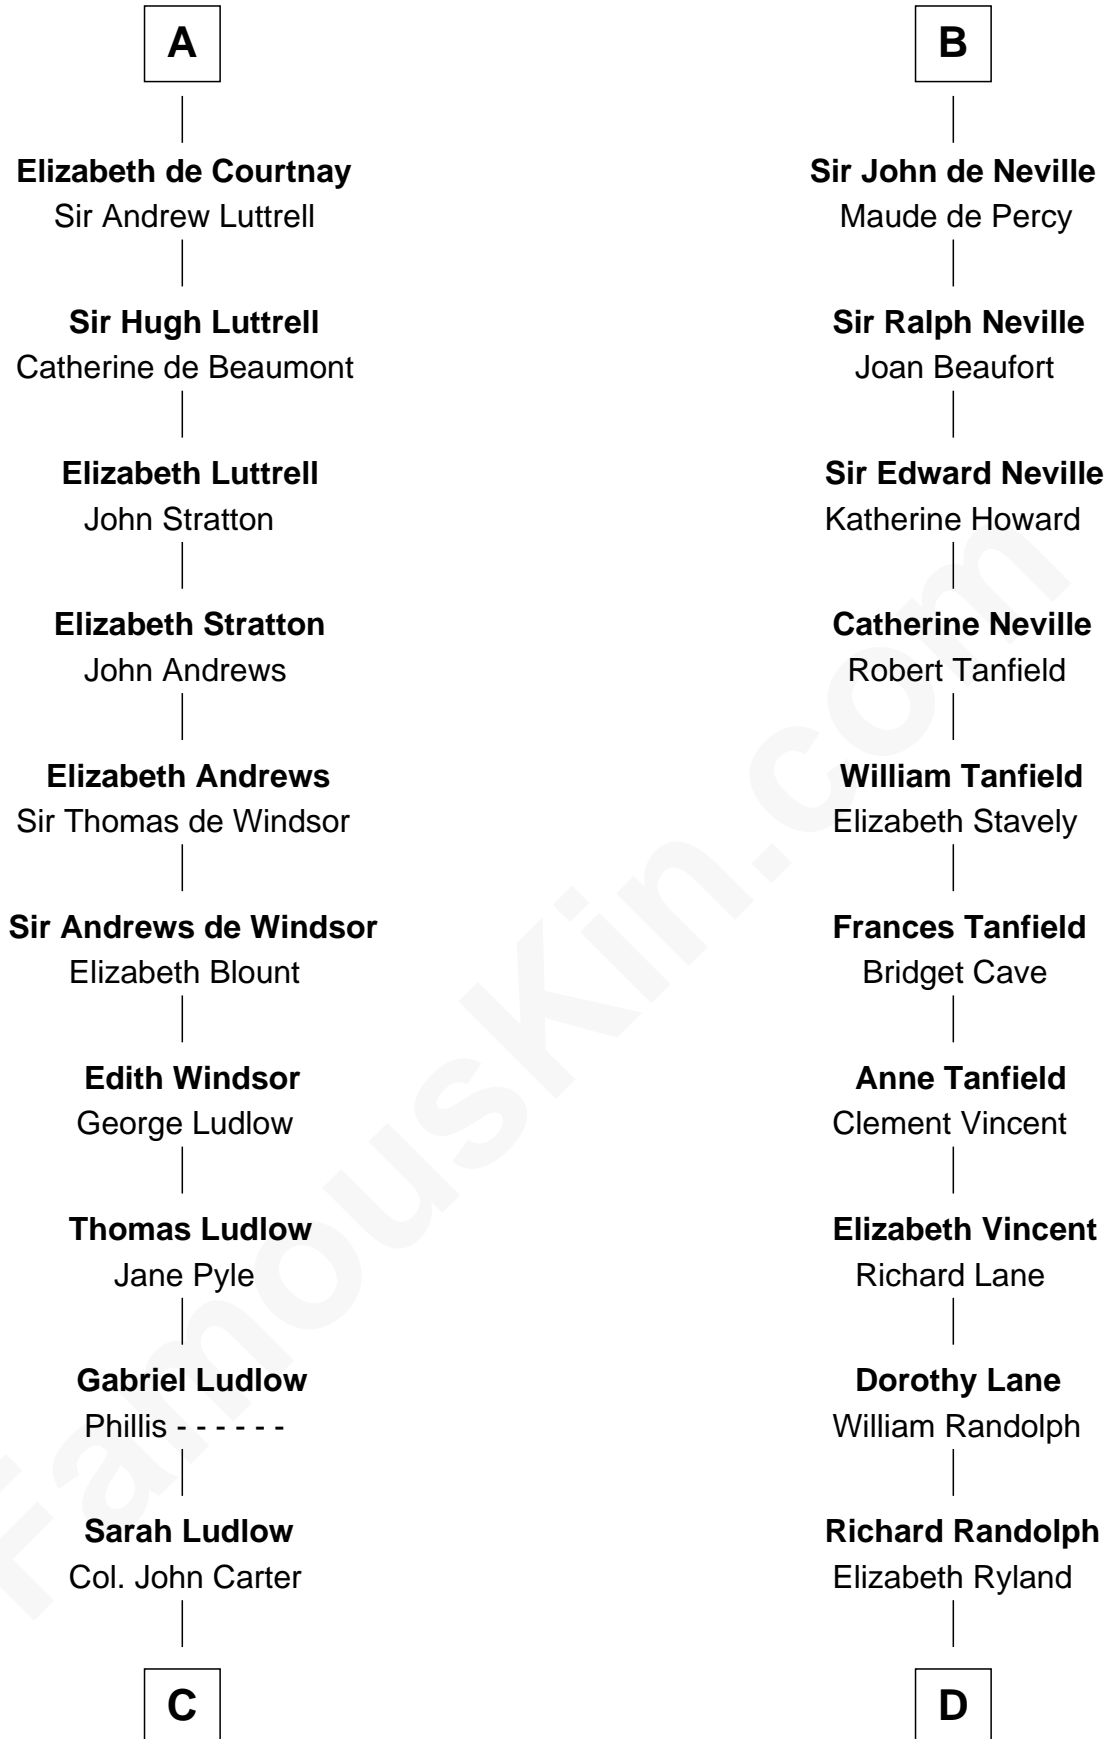 A
Elizabeth de Courtnay
Sir Andrew Luttrell
Sir Hugh Luttrell
Catherine de Beaumont
Elizabeth Luttrell
John Stratton
Elizabeth Stratton
John Andrews
Elizabeth Andrews
Sir Thomas de Windsor
Sir Andrews de Windsor
Elizabeth Blount
Edith Windsor
George Ludlow
Thomas Ludlow
Jane Pyle
Gabriel Ludlow
Phillis - - - - - -
Sarah Ludlow
Col. John Carter
C
B
Sir John de Neville
Maude de Percy
Sir Ralph Neville
Joan Beaufort
Sir Edward Neville
Katherine Howard
Catherine Neville
Robert Tanfield
William Tanfield
Elizabeth Stavely
Frances Tanfield
Bridget Cave
Anne Tanfield
Clement Vincent
Elizabeth Vincent
Richard Lane
Dorothy Lane
William Randolph
Richard Randolph
Elizabeth Ryland
D
FamousKin.com